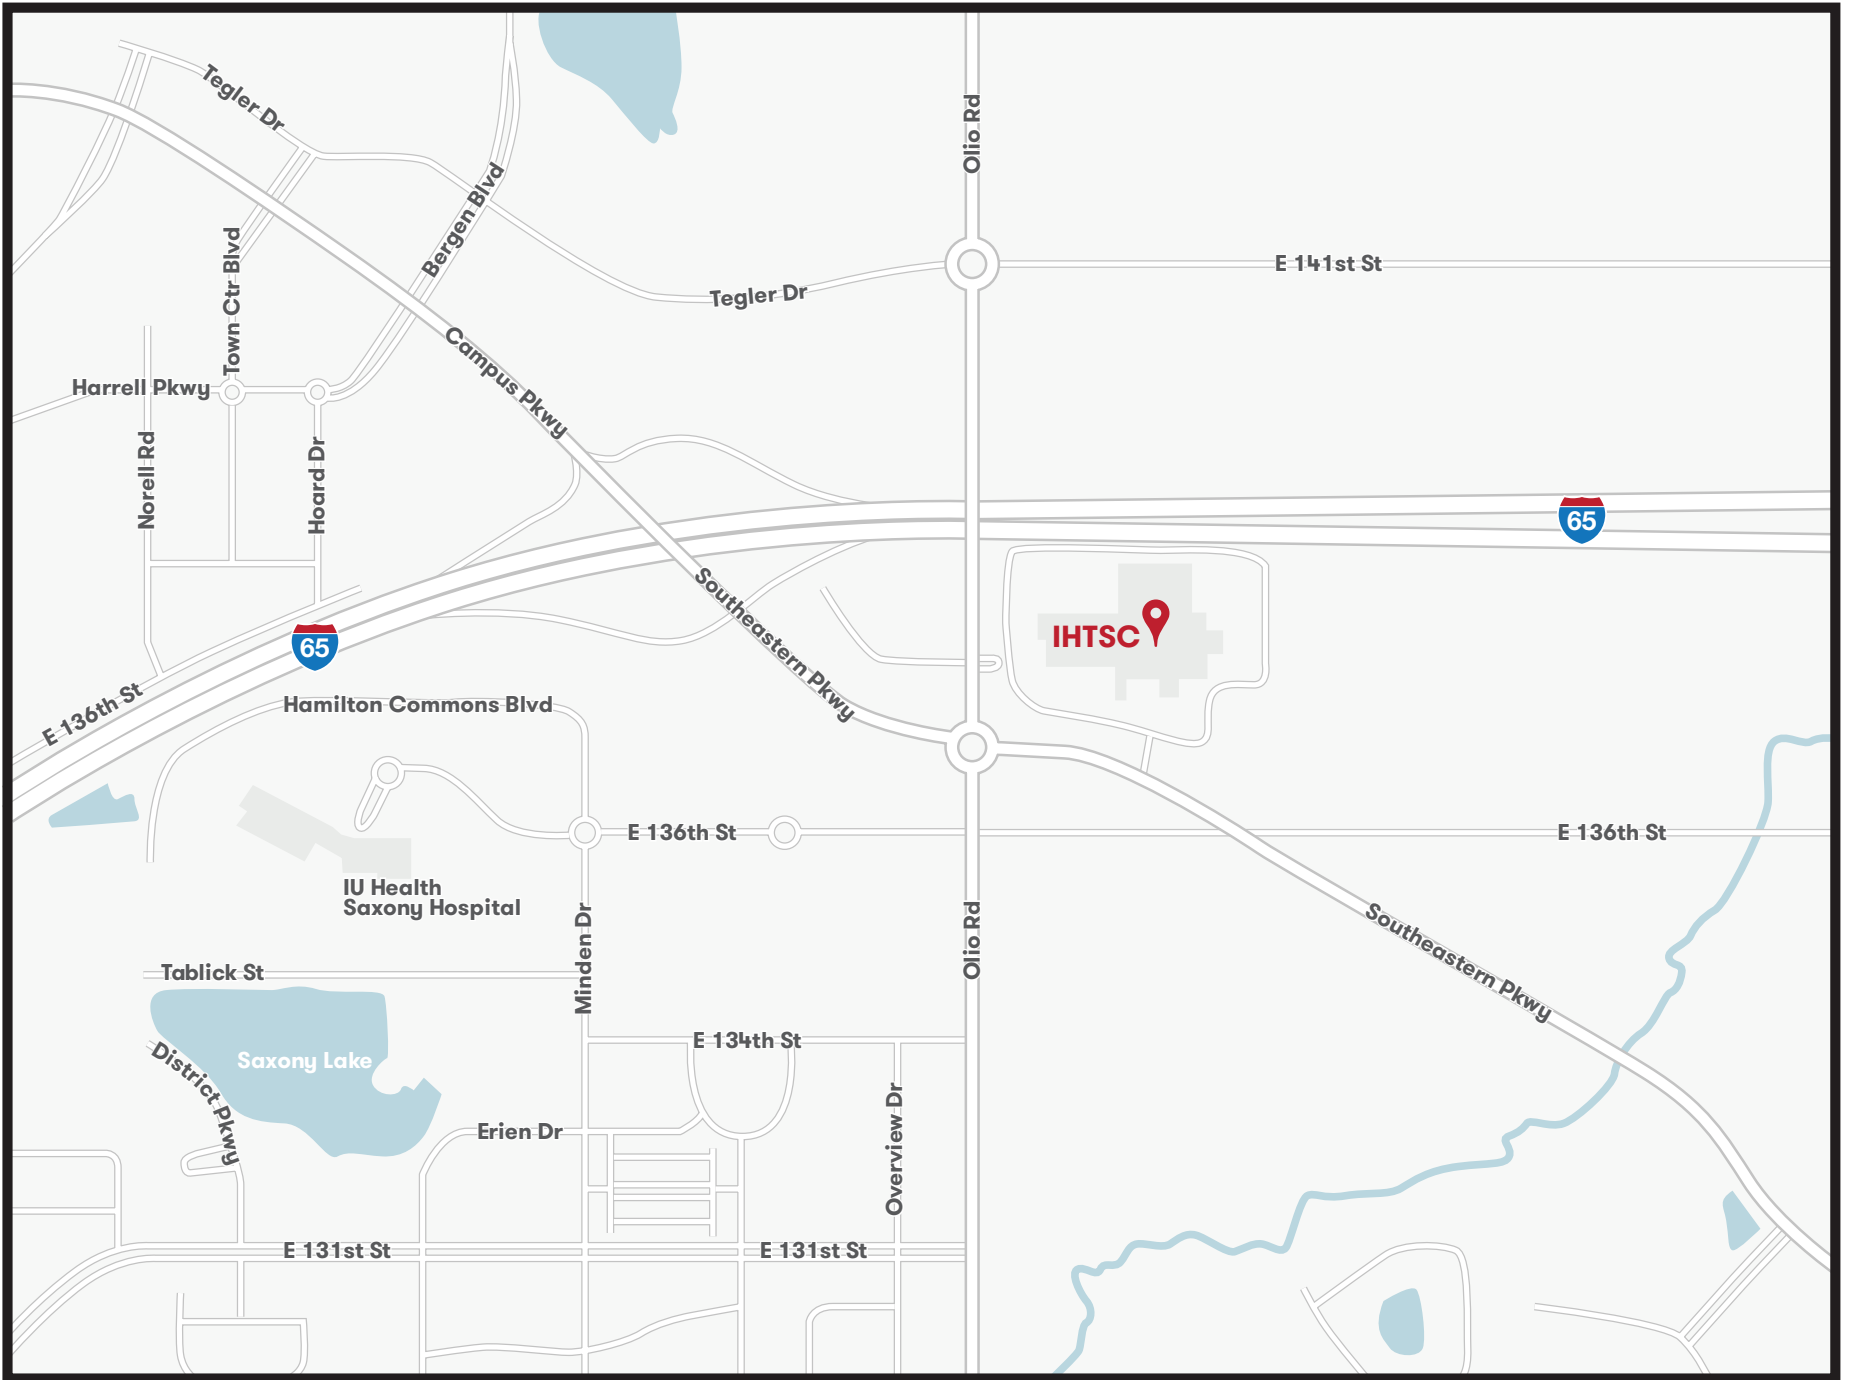 Tegler Dr
Olio Rd
Bergen Blvd
Town Ctr Blvd
E 141st St
Tegler Dr
Campus Pkwy
Harrell Pkwy
Norell Rd
Hoard Dr
65
65
Southeastern Pkwy
IHTSC
E 136th St
Hamilton Commons Blvd
E 136th St
E 136th St
IU Health
Saxony Hospital
Minden Dr
Olio Rd
Southeastern Pkwy
Tablick St
E 134th St
Saxony Lake
District Pkwy
Erien Dr
Overview Dr
E 131st St
E 131st St